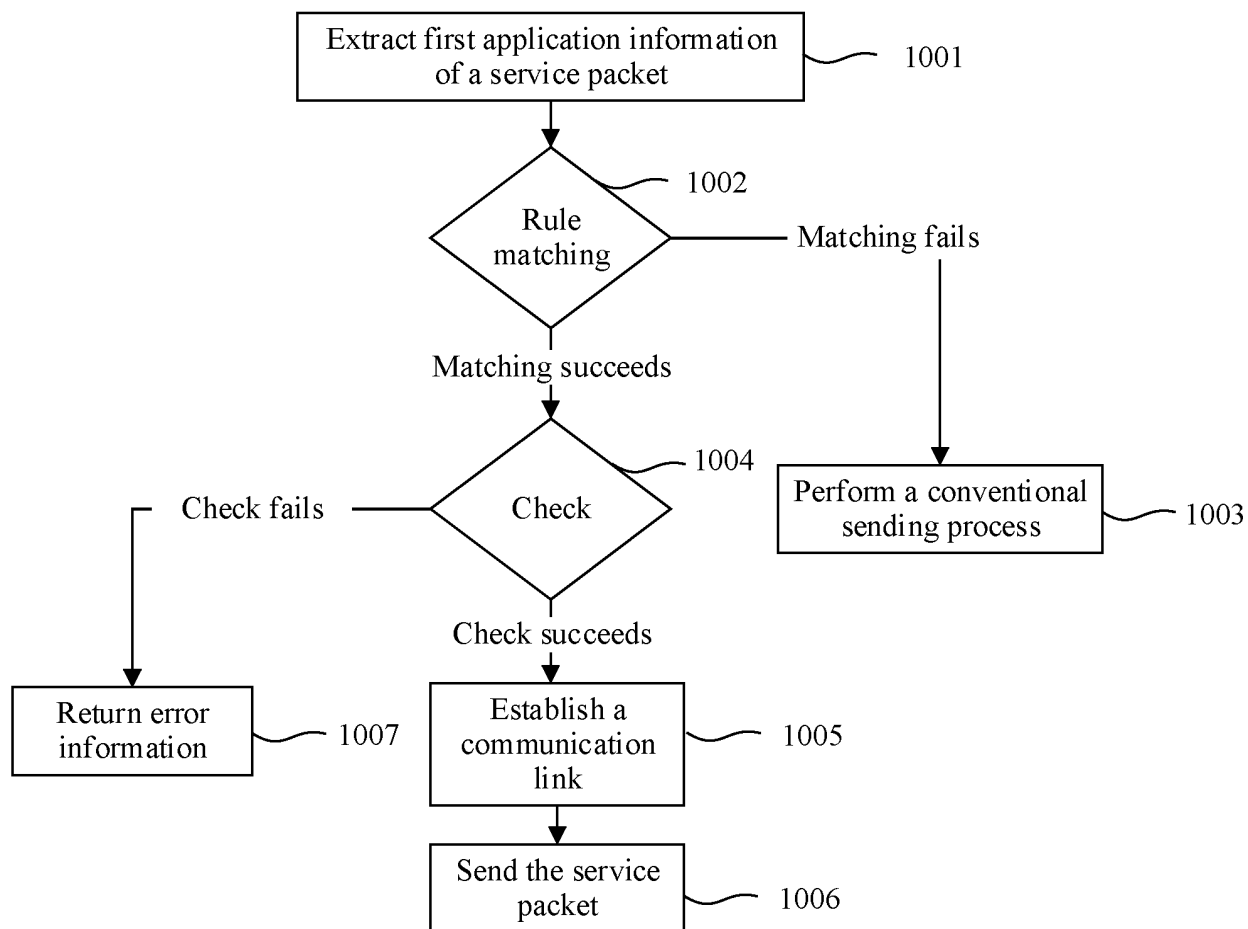 Extract first application information
of a service packet
1001
1002
Rule
matching
Matching fails
Matching succeeds
1004
Check
Check fails
Perform a conventional
sending process
1003
Check succeeds
Return error
information
1007
Establish a
communication
link
1005
Send the service
packet
1006